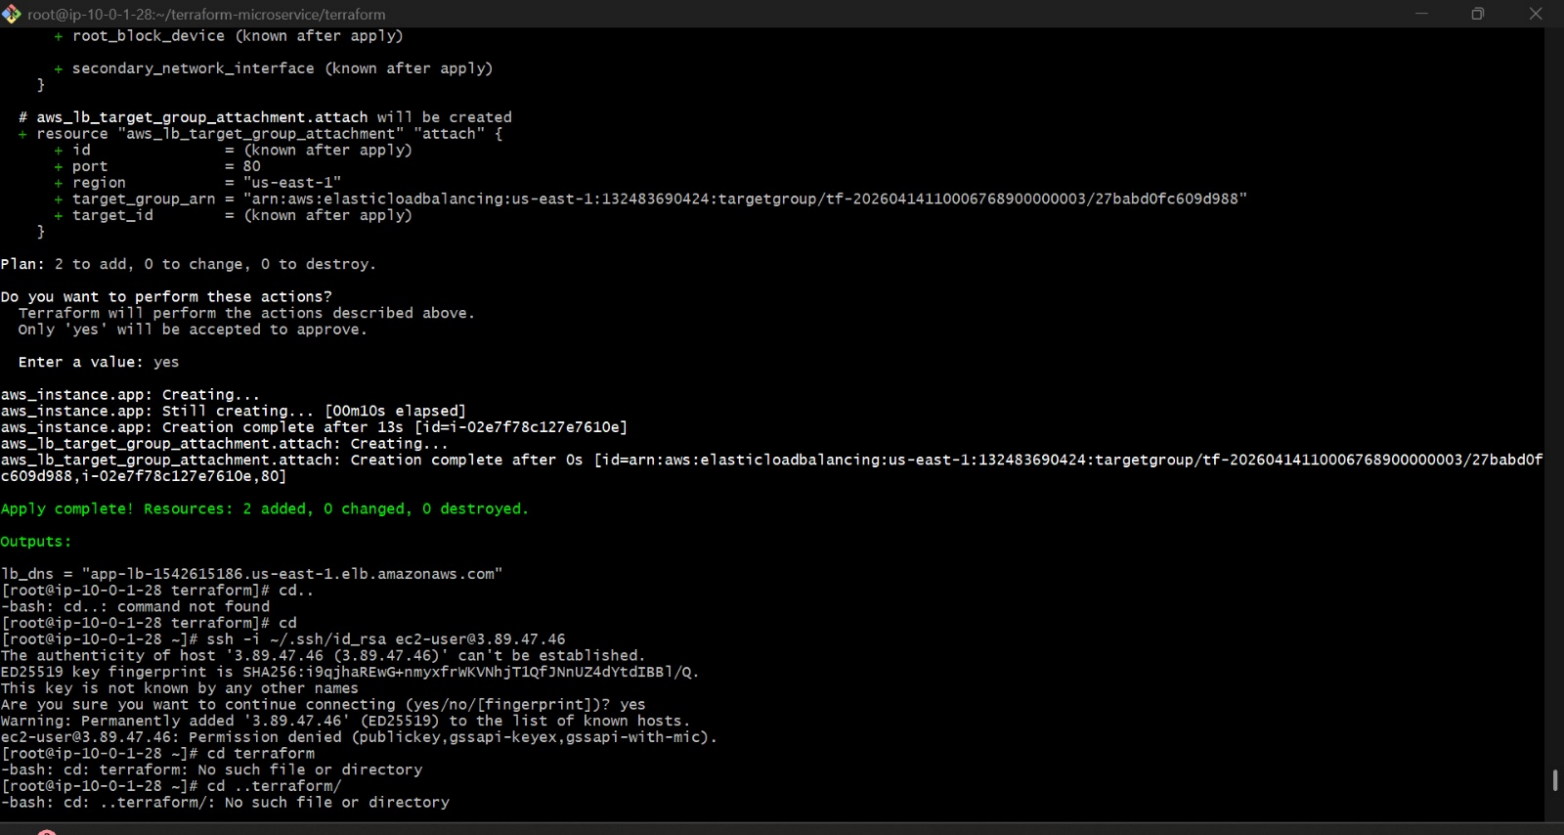 root@ip-10-0-1-28:~/terraform-microservice/terraform
+ root_block_device (known after apply)
+ secondary_network_interface (known after apply)
}
# aws_lb_target_group_attachment.attach will be created
+ resource "aws_lb_target_group_attachment" "attach" {
+ id = (known after apply)
+ port = 80
+ region = "us-east-1"
+ target_group_arn = "arn:aws:elasticloadbalancing:us-east-1:132483690424:targetgroup/tf-20260414110006768900000003/27babd0fc609d988"
+ target_id = (known after apply)
}
Plan: 2 to add, 0 to change, 0 to destroy.
Do you want to perform these actions?
Terraform will perform the actions described above.
Only 'yes' will be accepted to approve.
Enter a value: yes
aws_instance.app: Creating...
aws_instance.app: Still creating... [00m10s elapsed]
aws_instance.app: Creation complete after 13s [id=i-02e7f78c127e7610e]
aws_lb_target_group_attachment.attach: Creating...
aws_lb_target_group_attachment.attach: Creation complete after 0s [id=arn:aws:elasticloadbalancing:us-east-1:132483690424:targetgroup/tf-20260414110006768900000003/27babd0f
c609d988,i-02e7f78c127e7610e,80]
Apply complete! Resources: 2 added, 0 changed, 0 destroyed.
Outputs:
lb_dns = "app-lb-1542615186.us-east-1.elb.amazonaws.com"
[root@ip-10-0-1-28 terraform]# cd..
-bash: cd..: command not found
[root@ip-10-0-1-28 terraform]# cd
[root@ip-10-0-1-28 ~]# ssh -i ~/.ssh/id_rsa ec2-user@3.89.47.46
The authenticity of host '3.89.47.46 (3.89.47.46)' can't be established.
ED25519 key fingerprint is SHA256:i9qjhaREwG+nmyxfrWKVNhjT1QfJNnUZ4dYtdIBBl/Q.
This key is not known by any other names
Are you sure you want to continue connecting (yes/no/[fingerprint])? yes
Warning: Permanently added '3.89.47.46' (ED25519) to the list of known hosts.
ec2-user@3.89.47.46: Permission denied (publickey,gssapi-keyex,gssapi-with-mic).
[root@ip-10-0-1-28 ~]# cd terraform
-bash: cd: terraform: No such file or directory
[root@ip-10-0-1-28 ~]# cd ..terraform/
-bash: cd: ..terraform/: No such file or directory